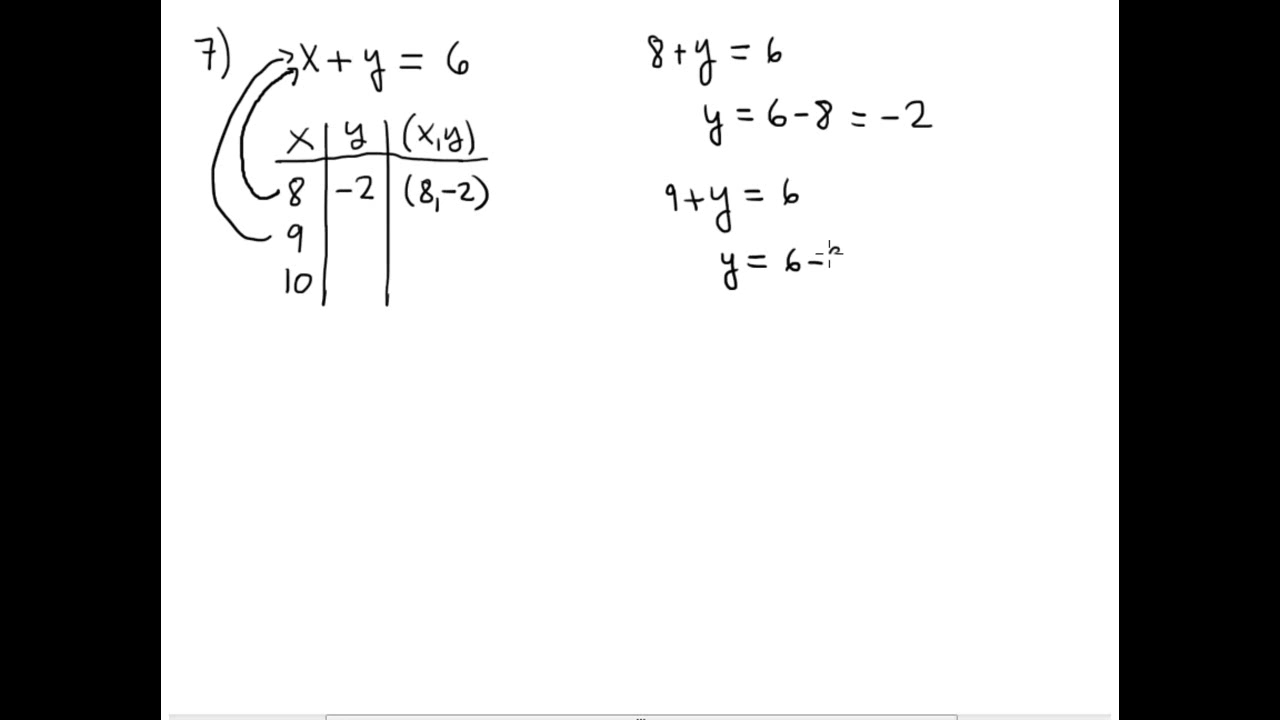 7) x + y = 6
x | y | (x,y)
8 | -2 | (8,-2)
9
10
8 + y = 6
y = 6 - 8 = -2
9 + y = 6
y = 6 -